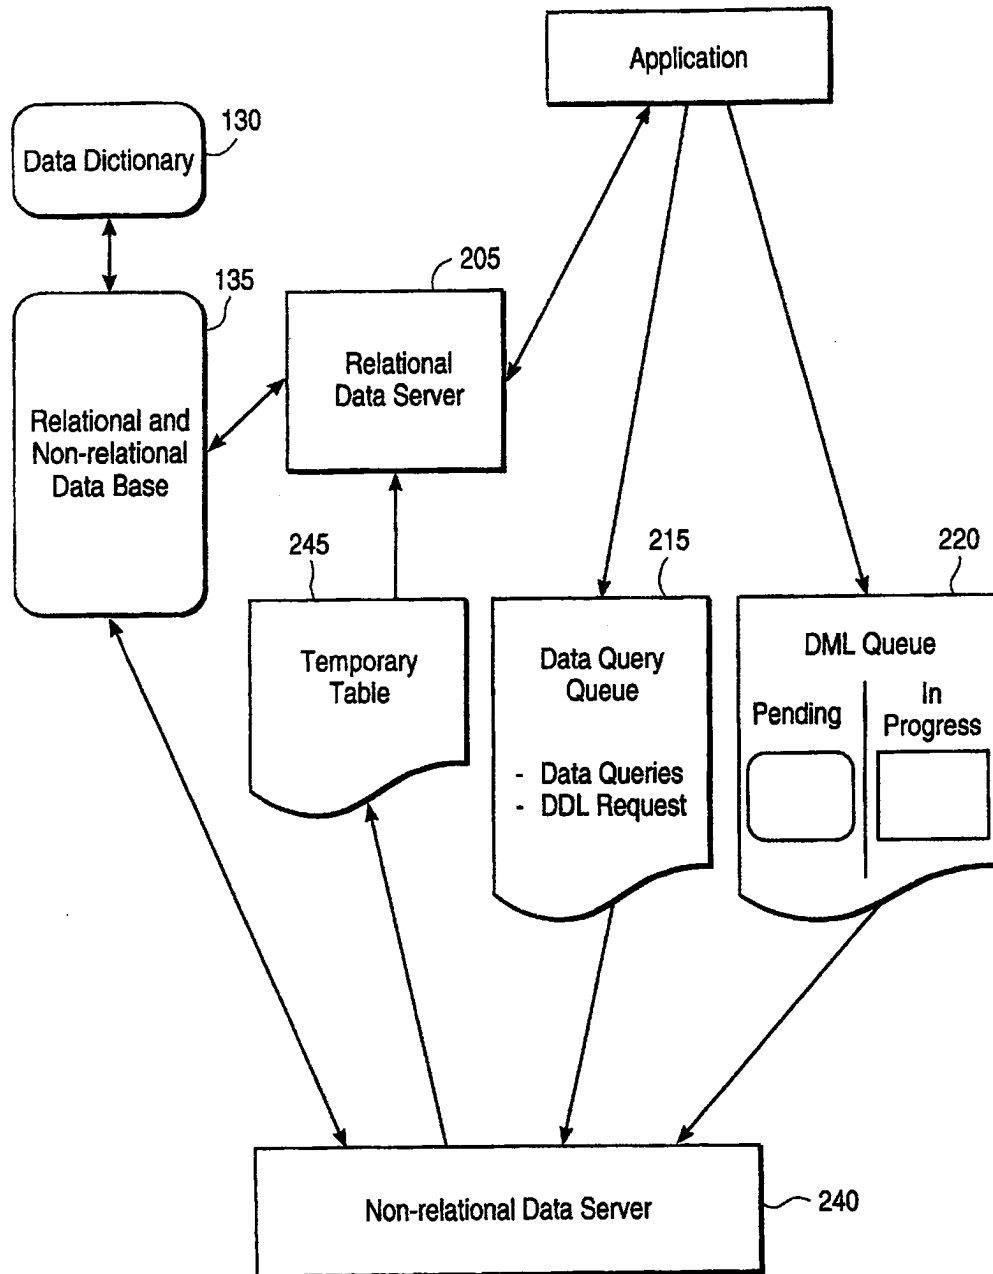 Application
130
Data Dictionary
205
135
Relational
Data Server
Relational and
Non-relational
Data Base
245
215
220
Temporary
Table
Data Query
Queue
- Data Queries
- DDL Request
DML Queue
Pending
In
Progress
Non-relational Data Server
240